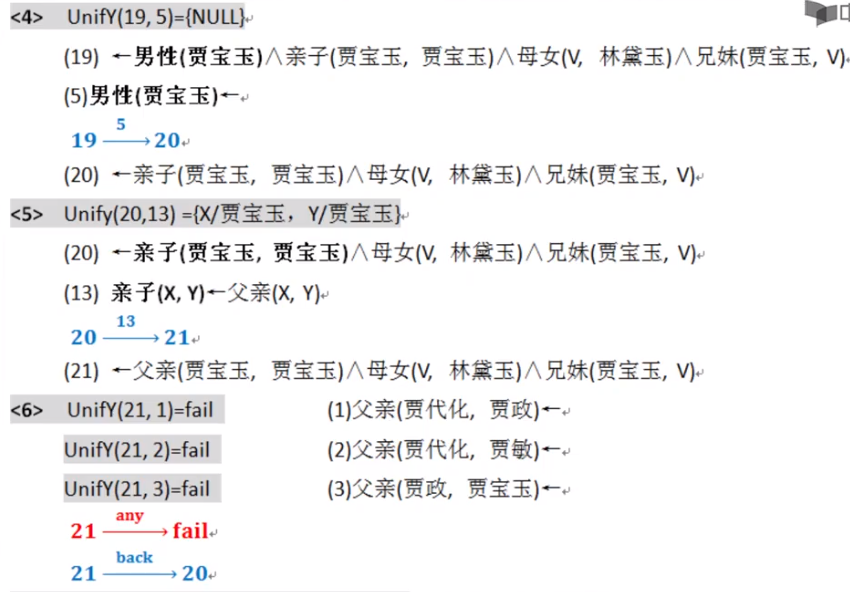 <4> UnifY(19, 5)={NULL}
(19) ←男性(贾宝玉)∧亲子(贾宝玉, 贾宝玉)∧母女(V, 林黛玉)∧兄妹(贾宝玉, V)
(5)男性(贾宝玉)←
5
19 → 20
(20) ←亲子(贾宝玉, 贾宝玉)∧母女(V, 林黛玉)∧兄妹(贾宝玉, V)
<5> Unify(20,13) ={X/贾宝玉，Y/贾宝玉}
(20) ←亲子(贾宝玉, 贾宝玉)∧母女(V, 林黛玉)∧兄妹(贾宝玉, V)
(13) 亲子(X, Y)←父亲(X, Y)
13
20 → 21
(21) ←父亲(贾宝玉, 贾宝玉)∧母女(V, 林黛玉)∧兄妹(贾宝玉, V)
<6> UnifY(21, 1)=fail (1)父亲(贾代化, 贾政)←
UnifY(21, 2)=fail (2)父亲(贾代化, 贾敏)←
UnifY(21, 3)=fail (3)父亲(贾政, 贾宝玉)←
any
21 → fail
back
21 → 20